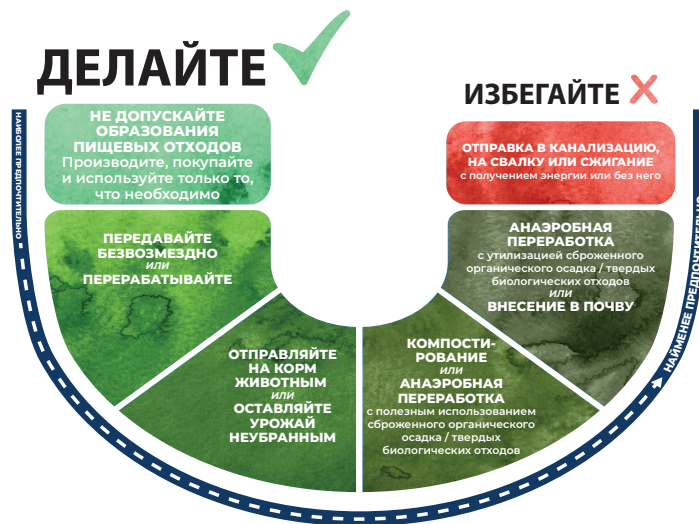 ДЕЛАЙТЕ
ИЗБЕГАЙТЕ
НАИБОЛЕЕ ПРЕДПОЧТИТЕЛЬНО
НЕ ДОПУСКАЙТЕ
ОБРАЗОВАНИЯ
ПИЩЕВЫХ ОТХОДОВ
Производите, покупайте
и используйте только то,
что необходимо
ПЕРЕДАВАЙТЕ
БЕЗВОЗМЕЗДНО
ИЛИ
ПЕРЕРАБАТЫВАЙТЕ
ОТПРАВЛЯЙТЕ
НА КОРМ
ЖИВОТНЫМ
ИЛИ
ОСТАВЛЯЙТЕ
УРОЖАЙ
НЕУБРАННЫМ
КОМПОСТИ-
РОВАНИЕ
ИЛИ
АНАЭРОБНАЯ
ПЕРЕРАБОТКА
с полезным использованием
сброженного органического
осадка / твердых
биологических отходов
АНАЭРОБНАЯ
ПЕРЕРАБОТКА
с утилизацией сброженного
органического осадка / твердых
биологических отходов
ИЛИ
ВНЕСЕНИЕ В ПОЧВУ
ОТПРАВКА В КАНАЛИЗАЦИЮ,
НА СВАЛКУ ИЛИ СЖИГАНИЕ
с получением энергии или без него
НАИМЕНЕЕ ПРЕДПОЧТИТЕЛЬНО